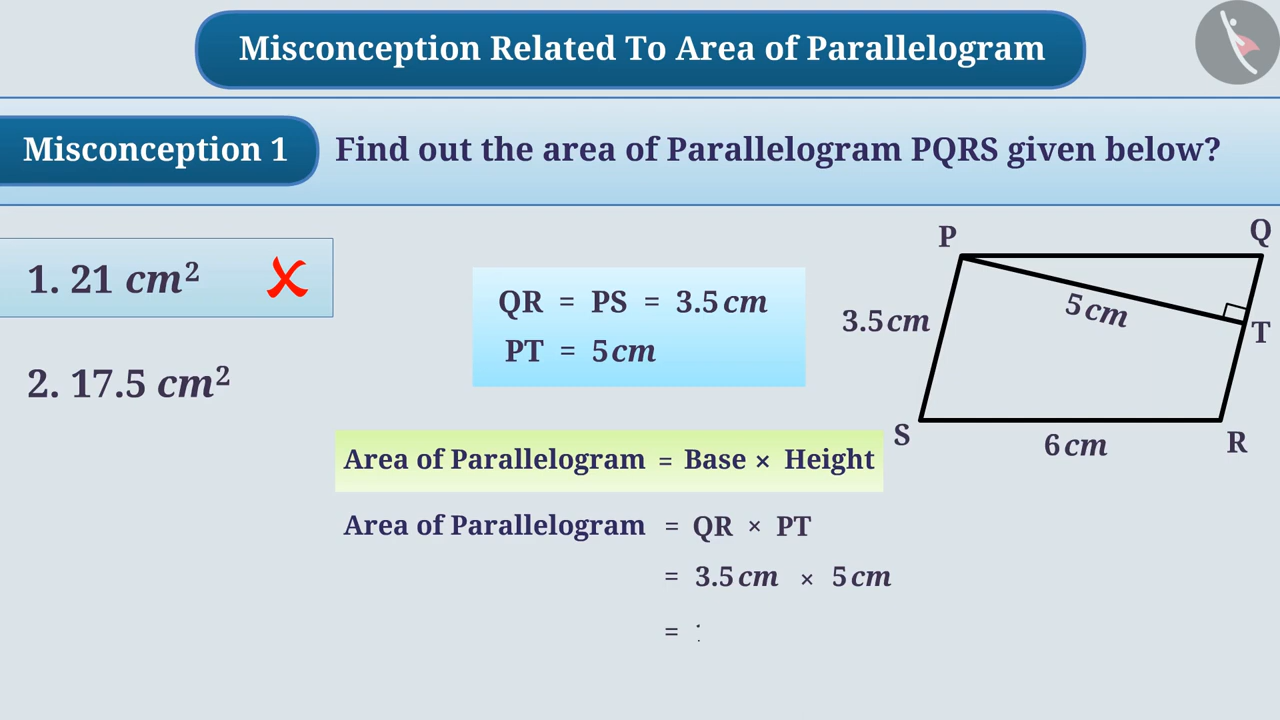 Misconception Related To Area of Parallelogram
Misconception 1
Find out the area of Parallelogram PQRS given below?
1. 21 cm²
2. 17.5 cm²
QR = PS = 3.5 cm
PT = 5 cm
P
Q
3.5 cm
5 cm
T
S
R
6 cm
Area of Parallelogram = Base × Height
Area of Parallelogram = QR × PT
= 3.5 cm × 5 cm
=